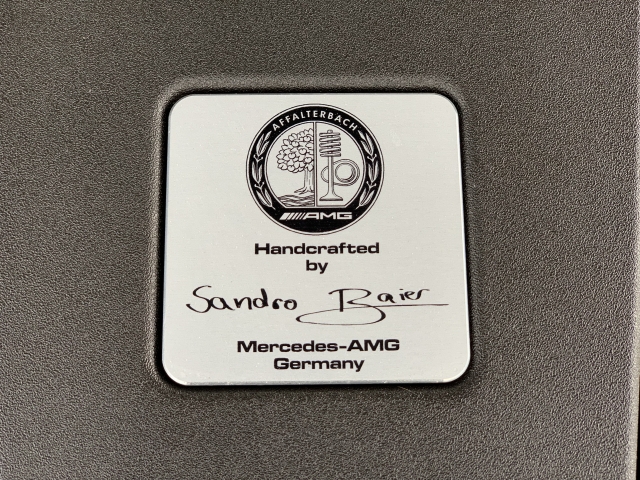 AFFALTERBACH
AMG
Handcrafted
by
Sandro Baier
Mercedes-AMG
Germany